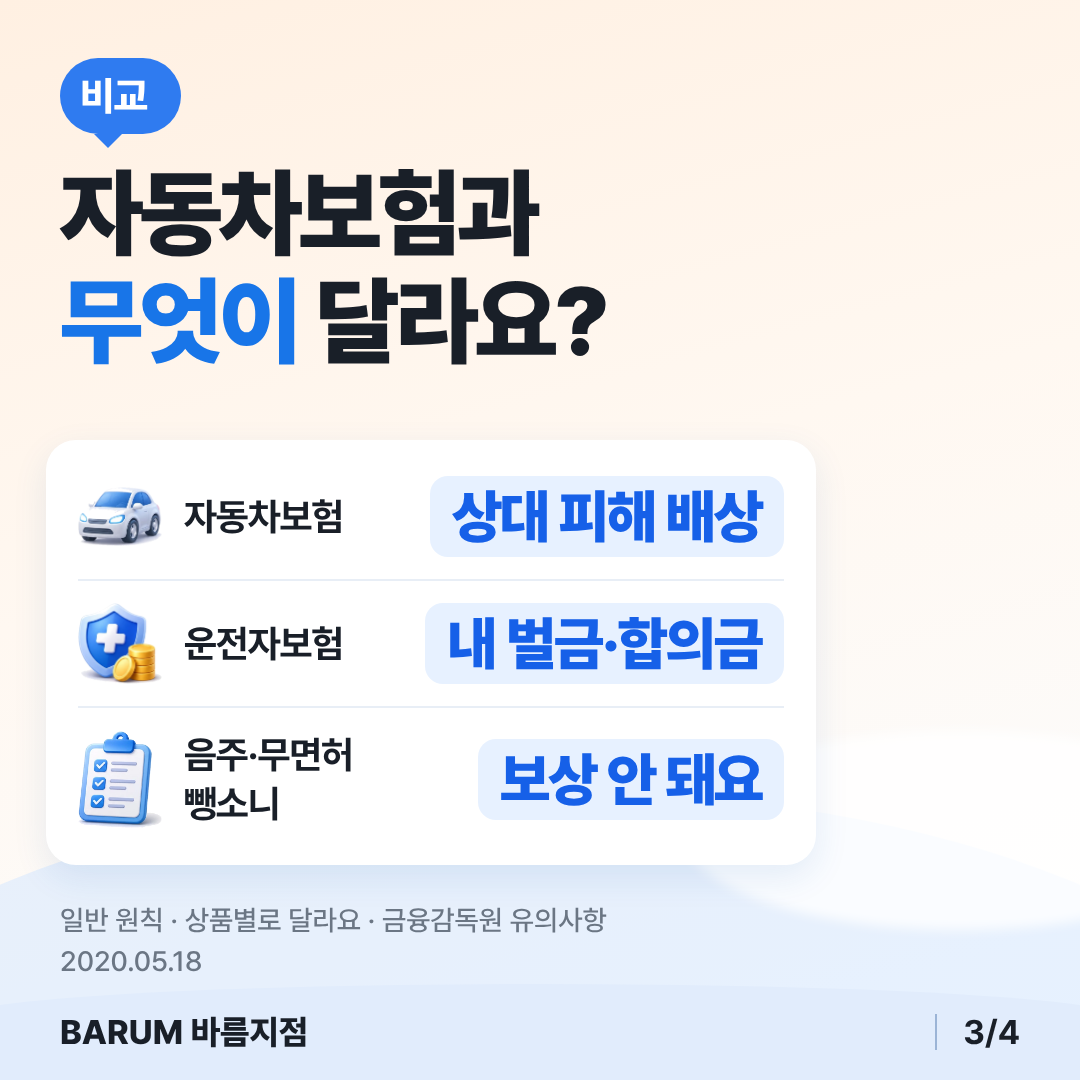 비교
자동차보험과
무엇이 달라요?
자동차보험
상대 피해 배상
운전자보험
내 벌금·합의금
음주·무면허
뺑소니
보상 안 돼요
일반 원칙 · 상품별로 달라요 · 금융감독원 유의사항
2020.05.18
BARUM 바름지점
3/4